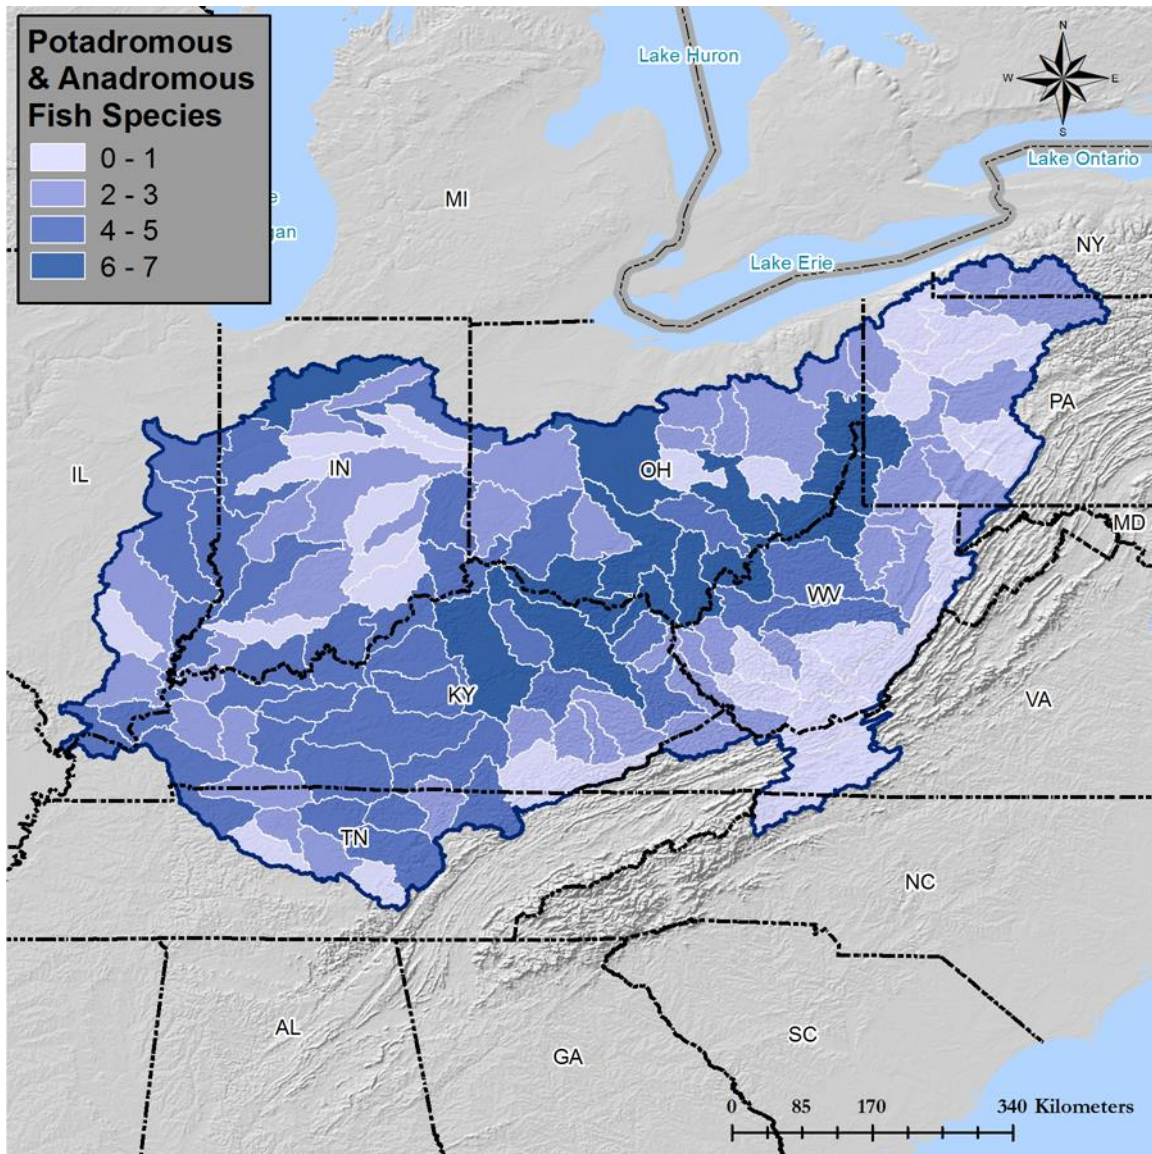 Potadromous
& Anadromous
Fish Species
0 - 1
2 - 3
4 - 5
6 - 7
Lake Huron
N
W
E
S
Lake Ontario
e
gan
MI
NY
Lake Erie
PA
IL
IN
OH
MD
WV
KY
VA
TN
NC
AL
GA
SC
0 85 170 340 Kilometers